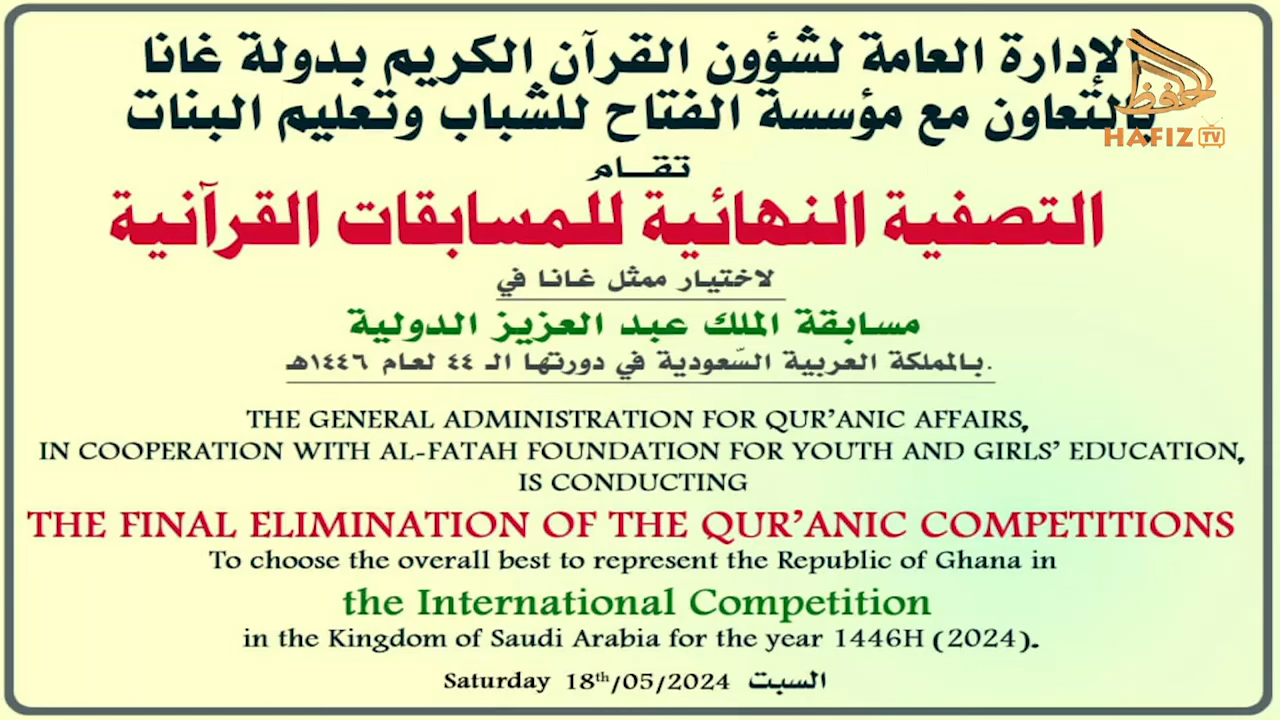 الإدارة العامة لشؤون القرآن الكريم بدولة غانا
بالتعاون مع مؤسسة الفتاح للشباب وتعليم البنات
الحفظ
HAFIZ TV
تقــام
التصفية النهائية للمسابقات القرآنية
لاختيار ممثل غانا في
مسابقة الملك عبد العزيز الدولية
بالمملكة العربية السّعودية في دورتها الـ ٤٤ لعام ١٤٤٦هـ.
THE GENERAL ADMINISTRATION FOR QUR'ANIC AFFAIRS,
IN COOPERATION WITH AL-FATAH FOUNDATION FOR YOUTH AND GIRLS' EDUCATION,
IS CONDUCTING
THE FINAL ELIMINATION OF THE QUR'ANIC COMPETITIONS
To choose the overall best to represent the Republic of Ghana in
the International Competition
in the Kingdom of Saudi Arabia for the year 1446H (2024).
Saturday 18th/05/2024 السبت